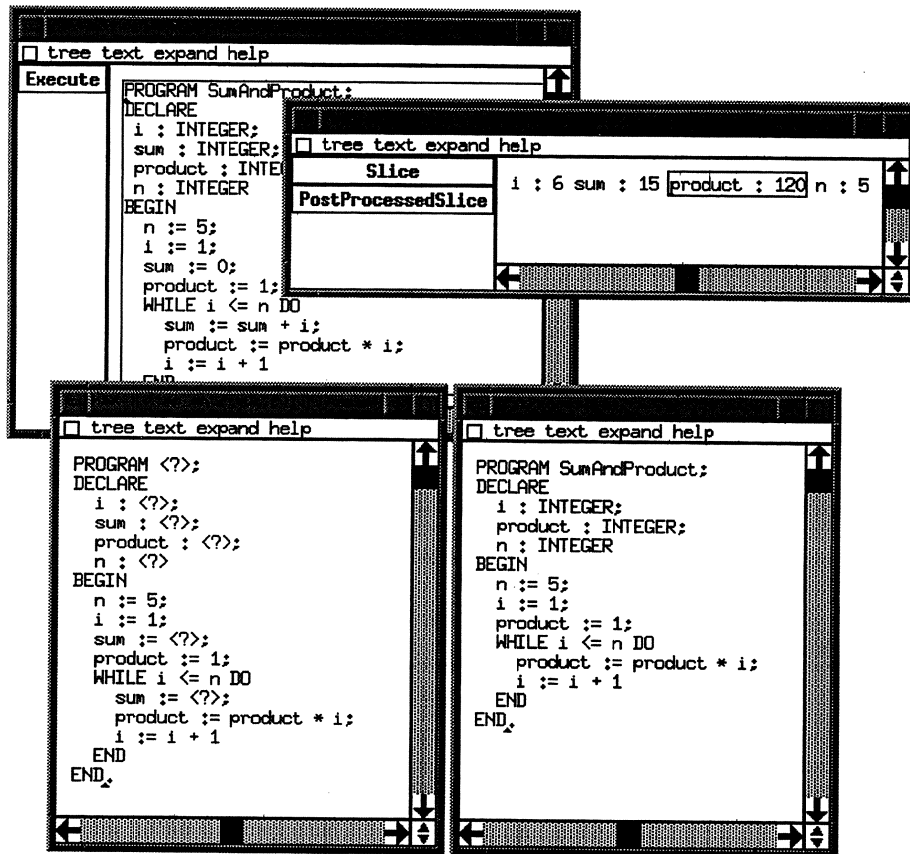 tree text expand help
Execute
PROGRAM SumAndProduct;
DECLARE
i : INTEGER;
sum : INTEGER;
product : INTE
n : INTEGER
BEGIN
n := 5;
i := 1;
sum := 0;
product := 1;
WHILE i <= n DO
sum := sum + i;
product := product * i;
i := i + 1
END
tree text expand help
Slice
PostProcessedSlice
i : 6 sum : 15 product : 120 n : 5
tree text expand help
PROGRAM <?>;
DECLARE
i : <?>;
sum : <?>;
product : <?>;
n : <?>
BEGIN
n := 5;
i := 1;
sum := <?>;
product := 1;
WHILE i <= n DO
sum := <?>;
product := product * i;
i := i + 1
END
END.
tree text expand help
PROGRAM SumAndProduct;
DECLARE
i : INTEGER;
product : INTEGER;
n : INTEGER
BEGIN
n := 5;
i := 1;
product := 1;
WHILE i <= n DO
product := product * i;
i := i + 1
END
END.